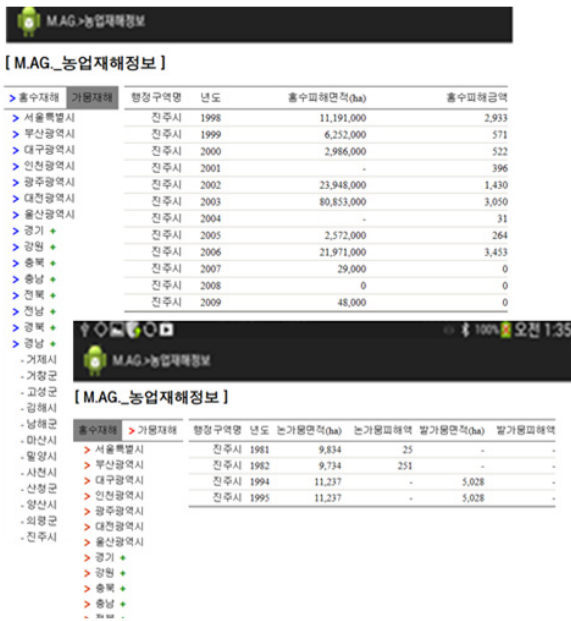 M.AG.>농업재해정보
[ M.AG._농업재해정보 ]
> 홍수재해 가뭄재해 행정구역명 년도 홍수피해면적(ha) 홍수피해금액
> 서울특별시 진주시 1998 11,191,000 2,933
> 부산광역시 진주시 1999 6,252,000 571
> 대구광역시 진주시 2000 2,986,000 522
> 인천광역시 진주시 2001 - 396
> 광주광역시 진주시 2002 23,948,000 1,430
> 대전광역시 진주시 2003 80,853,000 3,050
> 울산광역시 진주시 2004 - 31
> 경기 + 진주시 2005 2,572,000 264
> 강원 + 진주시 2006 21,971,000 3,453
> 충북 + 진주시 2007 29,000 0
> 충남 + 진주시 2008 0 0
> 전북 + 진주시 2009 48,000 0
> 전남 +
> 경북 +
> 경남 +
- 거제시
- 거창군
- 고성군
- 김해시
- 남해군
- 마산시
- 밀양시
- 사천시
- 산청군
- 양산시
- 의령군
- 진주시
100% 오전 1:35
M.AG.>농업재해정보
[ M.AG._농업재해정보 ]
홍수재해 > 가뭄재해 행정구역명 년도 논가뭄면적(ha) 논가뭄피해액 밭가뭄면적(ha) 밭가뭄피해액
> 서울특별시 진주시 1981 9,834 25 - -
> 부산광역시 진주시 1982 9,734 251 - -
> 대구광역시 진주시 1994 11,237 - 5,028 -
> 인천광역시 진주시 1995 11,237 - 5,028 -
> 광주광역시
> 대전광역시
> 울산광역시
> 경기 +
> 강원 +
> 충북 +
> 충남 +